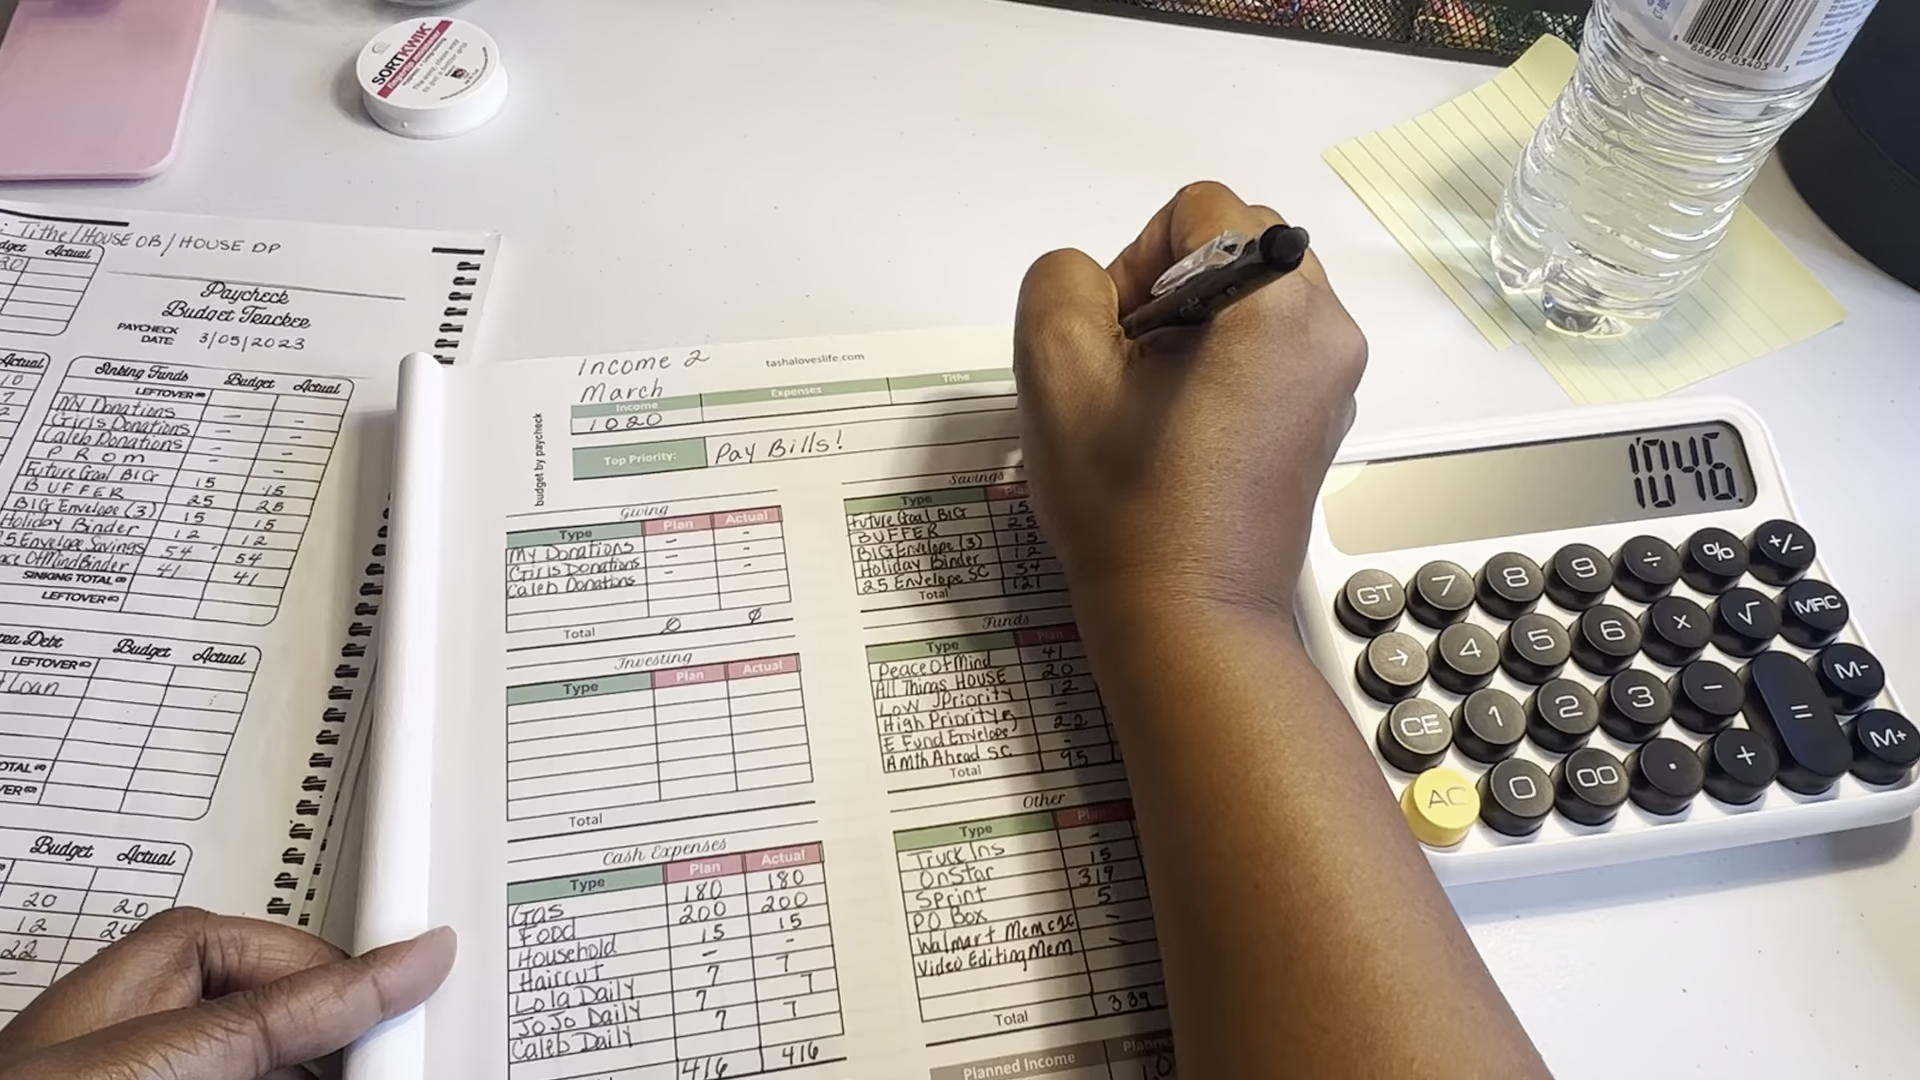 SORTKWIK
88670 03403 3
: Tithe/HOUSE OB/HOUSE DP
Actual
20
Paycheck
Budget Tracker
PAYCHECK
DATE: 3/05/2023
Actual
Sinking Funds Budget Actual
LEFTOVER
My Donations - -
Girls Donations - -
Caleb Donations - -
PROM - -
Future Goal BIG 15 15
BUFFER 25 25
BIG Envelope (3) 15 15
Holiday Binder 12 12
25 Envelope Savings 54 54
ce Of Mind Binder 41 41
SINKING TOTAL
LEFTOVER
Debt Budget Actual
LEFTOVER
Loan
Budget Actual
20 20
12
22
Income 2
tashaloveslife.com
March
budget by paycheck
Income Expenses Tithe
1020
Top Priority: Pay Bills!
Giving
Type Plan Actual
My Donations - -
Girls Donations - -
Caleb Donations - -
Total Ø Ø
Investing
Type Plan Actual
Total
Cash Expenses
Type Plan Actual
Gas 180 180
Food 200 200
Household 15 15
Haircut - -
Lola Daily 7 7
JoJo Daily 7 7
Caleb Daily 7 7
416 416
Savings
Type
Future Goal BIG 15
BUFFER 25
BIG Envelope (3) 15
Holiday Binder 12
25 Envelope SC 54
Total 121
Funds
Type Plan
Peace Of Mind 41
All Things HOUSE 20
Low Priority 12
High Priority -
E Fund Envelope 22
A Mth Ahead SC -
Total 95
Other
Type
Truck Ins -
OnStar 15
Sprint 319
PO Box 5
Walmart Mem -
Video Editing Mem -
Total 339
Planned Income
1046.
GT 7 8 9 ÷ % +/-
→ 4 5 6 × √ MRC
CE 1 2 3 - = M-
AC 0 00 . + M+